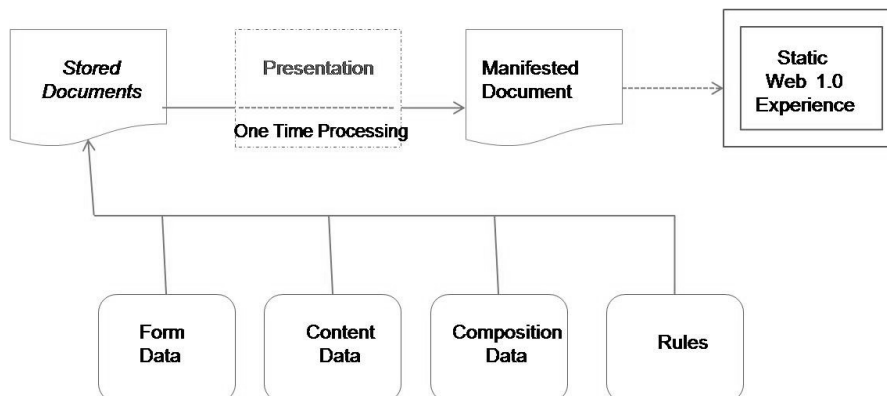 Stored
Documents
Presentation
One Time Processing
Manifested
Document
Static
Web 1.0
Experience
Form
Data
Content
Data
Composition
Data
Rules